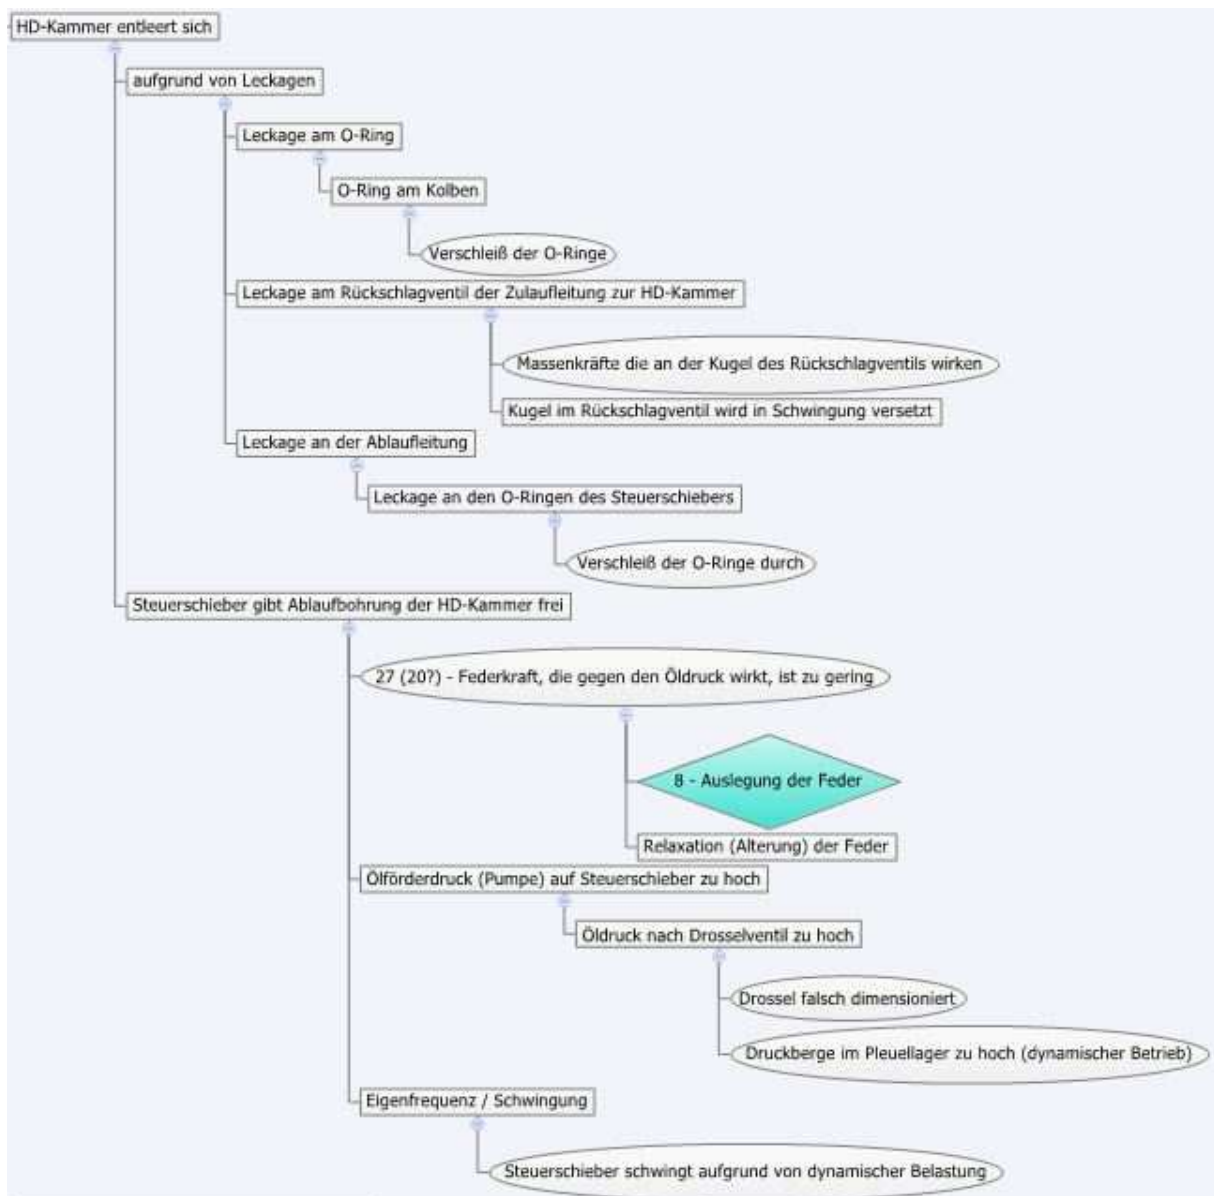 HD-Kammer entleert sich
aufgrund von Leckagen
Leckage am O-Ring
O-Ring am Kolben
Verschleiß der O-Ringe
Leckage am Rückschlagventil der Zulaufleitung zur HD-Kammer
Massenkräfte die an der Kugel des Rückschlagventils wirken
Kugel im Rückschlagventil wird in Schwingung versetzt
Leckage an der Ablaufleitung
Leckage an den O-Ringen des Steuerschiebers
Verschleiß der O-Ringe durch
Steuerschieber gibt Ablaufbohrung der HD-Kammer frei
27 (20?) - Federkraft, die gegen den Öldruck wirkt, ist zu gering
8 - Auslegung der Feder
Relaxation (Alterung) der Feder
Ölförderdruck (Pumpe) auf Steuerschieber zu hoch
Öldruck nach Drosselventil zu hoch
Drossel falsch dimensioniert
Druckberge im Pleuellager zu hoch (dynamischer Betrieb)
Eigenfrequenz / Schwingung
Steuerschieber schwingt aufgrund von dynamischer Belastung